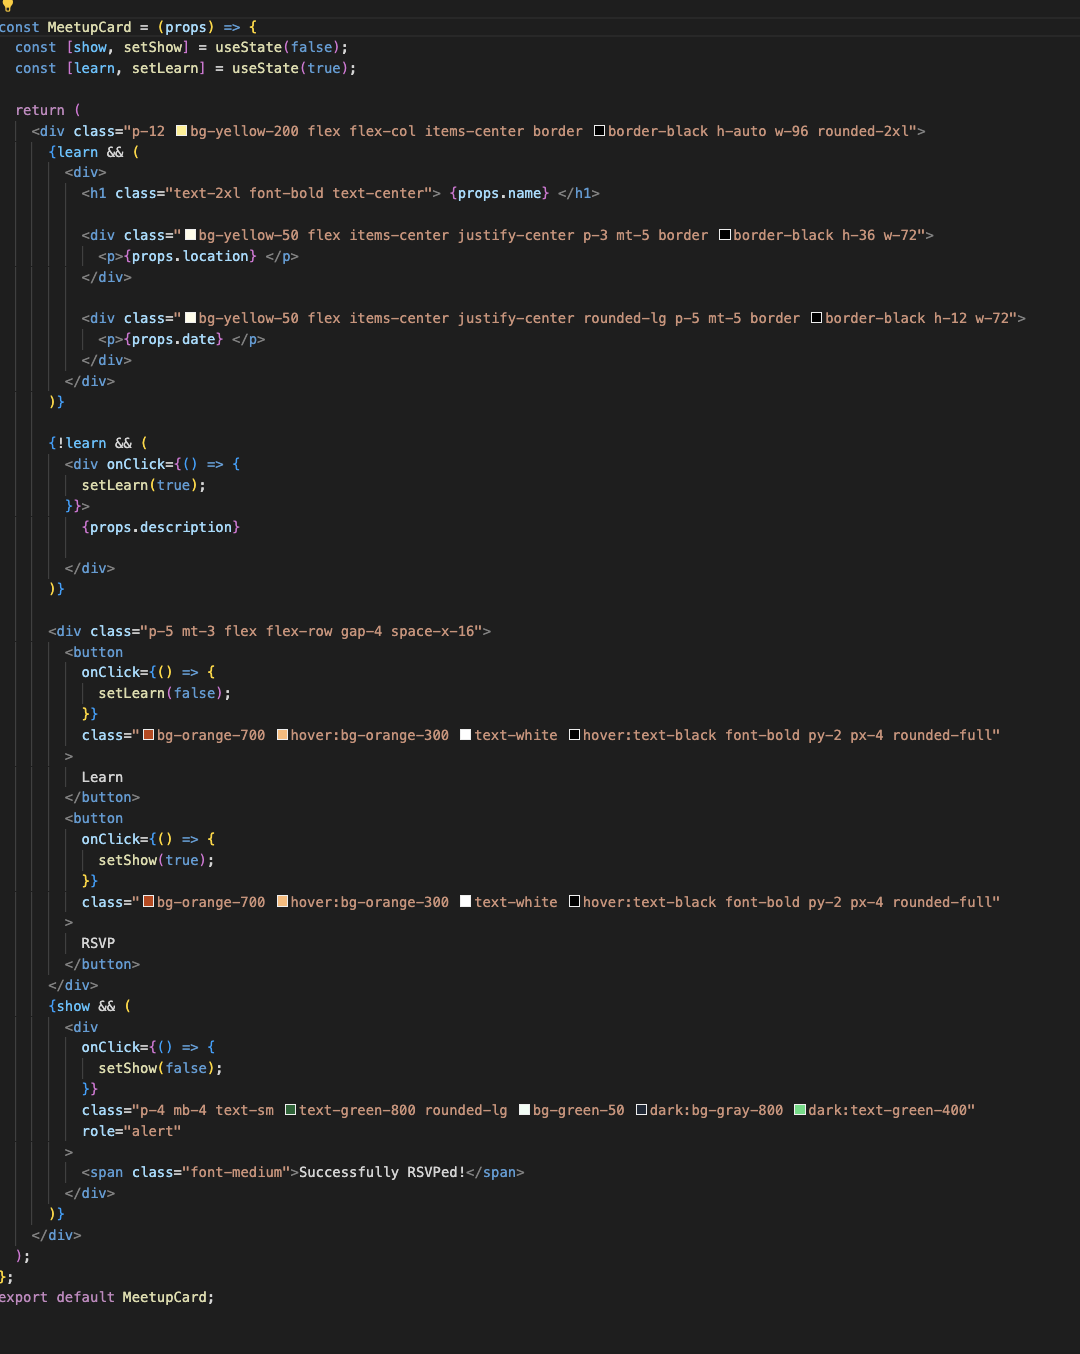 const MeetupCard = (props) => {
const [show, setShow] = useState(false);
const [learn, setLearn] = useState(true);
return (
<div class="p-12 bg-yellow-200 flex flex-col items-center border border-black h-auto w-96 rounded-2xl">
{learn && (
<div>
<h1 class="text-2xl font-bold text-center"> {props.name} </h1>
<div class="bg-yellow-50 flex items-center justify-center p-3 mt-5 border border-black h-36 w-72">
<p>{props.location} </p>
</div>
<div class="bg-yellow-50 flex items-center justify-center rounded-lg p-5 mt-5 border border-black h-12 w-72">
<p>{props.date} </p>
</div>
</div>
)}
{!learn && (
<div onClick={() => {
setLearn(true);
}}>
{props.description}
</div>
)}
<div class="p-5 mt-3 flex flex-row gap-4 space-x-16">
<button
onClick={() => {
setLearn(false);
}}
class="bg-orange-700 hover:bg-orange-300 text-white hover:text-black font-bold py-2 px-4 rounded-full"
>
Learn
</button>
<button
onClick={() => {
setShow(true);
}}
class="bg-orange-700 hover:bg-orange-300 text-white hover:text-black font-bold py-2 px-4 rounded-full"
>
RSVP
</button>
</div>
{show && (
<div
onClick={() => {
setShow(false);
}}
class="p-4 mb-4 text-sm text-green-800 rounded-lg bg-green-50 dark:bg-gray-800 dark:text-green-400"
role="alert"
>
<span class="font-medium">Successfully RSVPed!</span>
</div>
)}
</div>
);
};
export default MeetupCard;